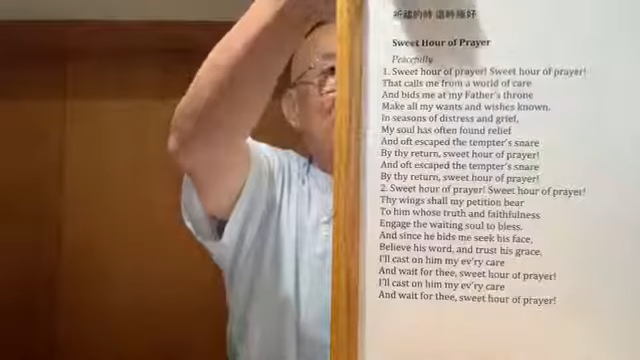 祈禱的時 這時極好
Sweet Hour of Prayer
Peacefully
1. Sweet hour of prayer! Sweet hour of prayer!
That calls me from a world of care
And bids me at my Father's throne
Make all my wants and wishes known.
In seasons of distress and grief,
My soul has often found relief
And oft escaped the tempter's snare
By thy return, sweet hour of prayer!
And oft escaped the tempter's snare
By thy return, sweet hour of prayer!
2. Sweet hour of prayer! Sweet hour of prayer!
Thy wings shall my petition bear
To him whose truth and faithfulness
Engage the waiting soul to bless.
And since he bids me seek his face,
Believe his word, and trust his grace,
I'll cast on him my ev'ry care
And wait for thee, sweet hour of prayer!
I'll cast on him my ev'ry care
And wait for thee, sweet hour of prayer!